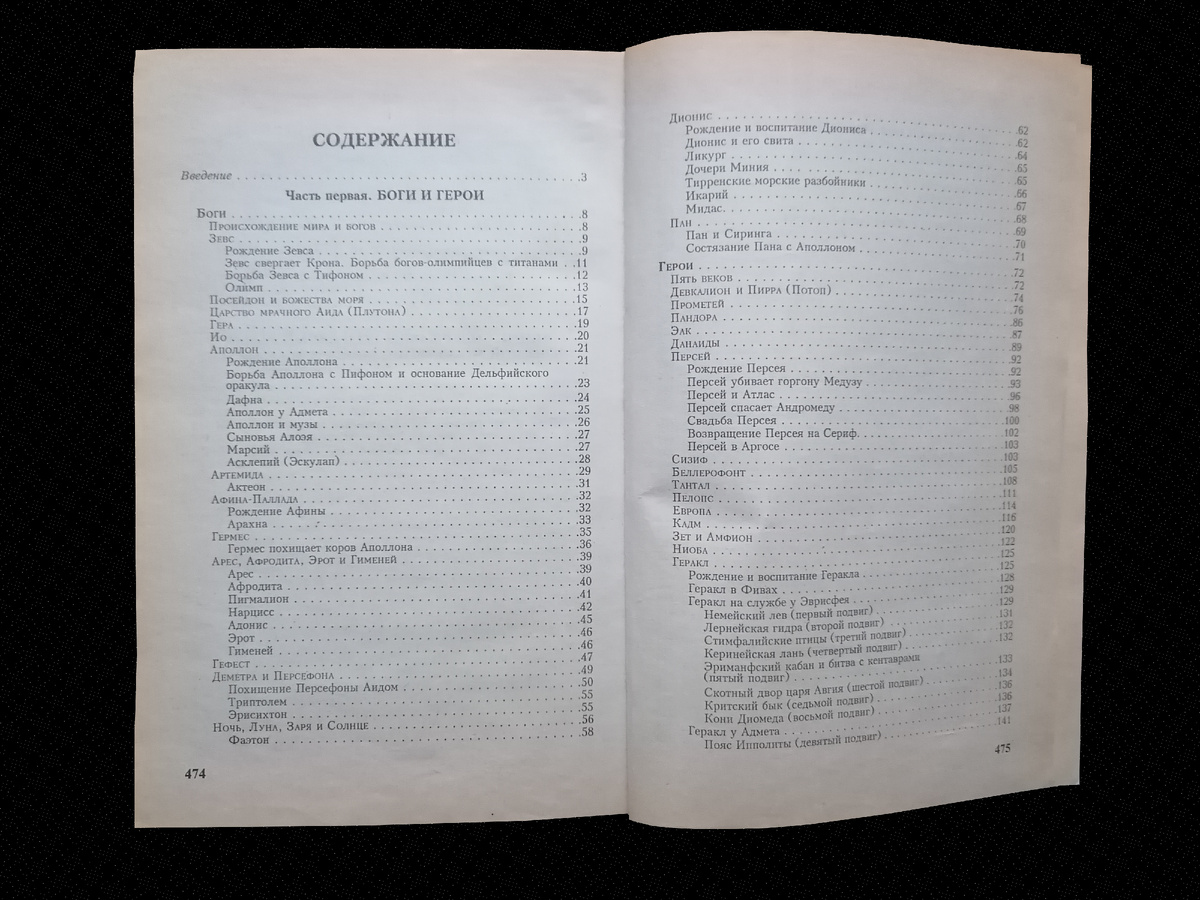 СОДЕРЖАНИЕ
Введение . . . . . 3
Часть первая. БОГИ И ГЕРОИ
Боги . . . . . 8
Происхождение мира и богов . . . . . 8
Зевс . . . . . 9
Рождение Зевса . . . . . 9
Зевс свергает Крона. Борьба богов-олимпийцев с титанами . . 11
Борьба Зевса с Тифоном . . . . . 12
Олимп . . . . . 13
Посейдон и божества моря . . . . . 15
Царство мрачного Аида (Плутона) . . . . . 17
Гера . . . . . 19
Ио . . . . . 20
Аполлон . . . . . 21
Рождение Аполлона . . . . . 21
Борьба Аполлона с Пифоном и основание Дельфийского
оракула . . . . . 23
Дафна . . . . . 24
Аполлон у Адмета . . . . . 25
Аполлон и музы . . . . . 26
Сыновья Алоэя . . . . . 27
Марсий . . . . . 27
Асклепий (Эскулап) . . . . . 28
Артемида . . . . . 29
Актеон . . . . . 31
Афина-Паллада . . . . . 32
Рождение Афины . . . . . 32
Арахна . . . . . 33
Гермес . . . . . 35
Гермес похищает коров Аполлона . . . . . 36
Арес, Афродита, Эрот и Гименей . . . . . 39
Арес . . . . . 39
Афродита . . . . . 40
Пигмалион . . . . . 41
Нарцисс . . . . . 42
Адонис . . . . . 45
Эрот . . . . . 46
Гименей . . . . . 46
Гефест . . . . . 47
Деметра и Персефона . . . . . 49
Похищение Персефоны Аидом . . . . . 50
Триптолем . . . . . 55
Эрисихтон . . . . . 55
Ночь, Луна, Заря и Солнце . . . . . 56
Фаэтон . . . . . 58
474
Дионис . . . . . 62
Рождение и воспитание Диониса . . . . . 62
Дионис и его свита . . . . . 64
Ликург . . . . . 65
Дочери Миния . . . . . 65
Тирренские морские разбойники . . . . . 66
Икарий . . . . . 67
Мидас. . . . . . 68
Пан . . . . . 69
Пан и Сиринга . . . . . 70
Состязание Пана с Аполлоном . . . . . 71
Герои . . . . . 72
Пять веков . . . . . 72
Девкалион и Пирра (Потоп) . . . . . 74
Прометей . . . . . 76
Пандора . . . . . 86
Эак . . . . . 87
Данаиды . . . . . 89
Персей . . . . . 92
Рождение Персея . . . . . 92
Персей убивает горгону Медузу . . . . . 93
Персей и Атлас . . . . . 96
Персей спасает Андромеду . . . . . 98
Свадьба Персея . . . . . 100
Возвращение Персея на Сериф. . . . . . 102
Персей в Аргосе . . . . . 103
Сизиф . . . . . 103
Беллерофонт . . . . . 105
Тантал . . . . . 108
Пелопс . . . . . 111
Европа . . . . . 114
Кадм . . . . . 116
Зет и Амфион . . . . . 120
Ниоба . . . . . 122
Геракл . . . . . 125
Рождение и воспитание Геракла . . . . . 125
Геракл в Фивах . . . . . 128
Геракл на службе у Эврисфея . . . . . 129
Немейский лев (первый подвиг) . . . . . 129
Лернейская гидра (второй подвиг) . . . . . 131
Стимфалийские птицы (третий подвиг) . . . . . 132
Керинейская лань (четвертый подвиг) . . . . . 132
Эриманфский кабан и битва с кентаврами
(пятый подвиг) . . . . . 133
Скотный двор царя Авгия (шестой подвиг) . . . . . 134
Критский бык (седьмой подвиг) . . . . . 136
Кони Диомеда (восьмой подвиг) . . . . . 136
Геракл у Адмета . . . . . 137
Пояс Ипполиты (девятый подвиг) . . . . . 141
475